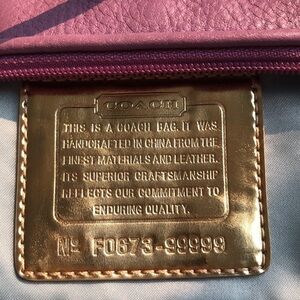 COACH
THIS IS A COACH BAG. IT WAS
HANDCRAFTED IN CHINA FROM THE
FINEST MATERIALS AND LEATHER.
ITS SUPERIOR CRAFTSMANSHIP
REFLECTS OUR COMMITMENT TO
ENDURING QUALITY.
Nº F0673-99999